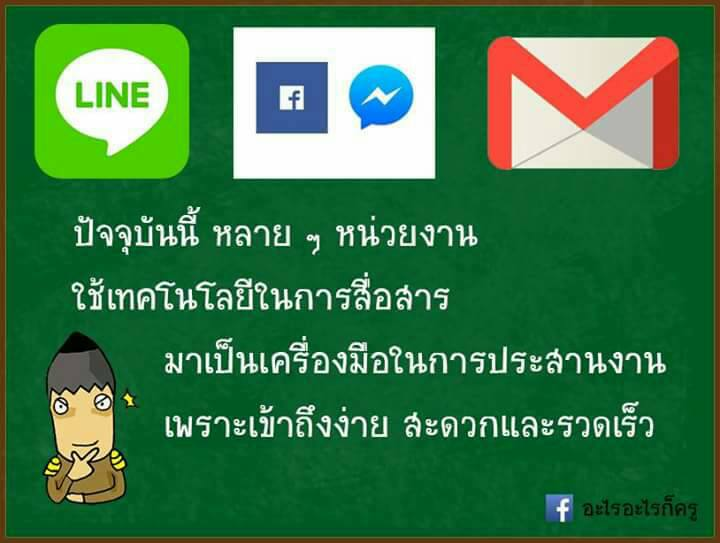 LINE
ปัจจุบันนี้ หลาย ๆ หน่วยงาน
ใช้เทคโนโลยีในการสื่อสาร
มาเป็นเครื่องมือในการประสานงาน
เพราะเข้าถึงง่าย สะดวกและรวดเร็ว
อะไรอะไรก็ครู